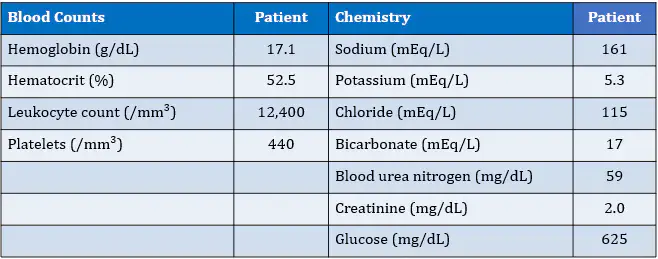 Blood Counts Patient Chemistry Patient
Hemoglobin (g/dL) 17.1 Sodium (mEq/L) 161
Hematocrit (%) 52.5 Potassium (mEq/L) 5.3
Leukocyte count (/mm³) 12,400 Chloride (mEq/L) 115
Platelets (/mm³) 440 Bicarbonate (mEq/L) 17
Blood urea nitrogen (mg/dL) 59
Creatinine (mg/dL) 2.0
Glucose (mg/dL) 625